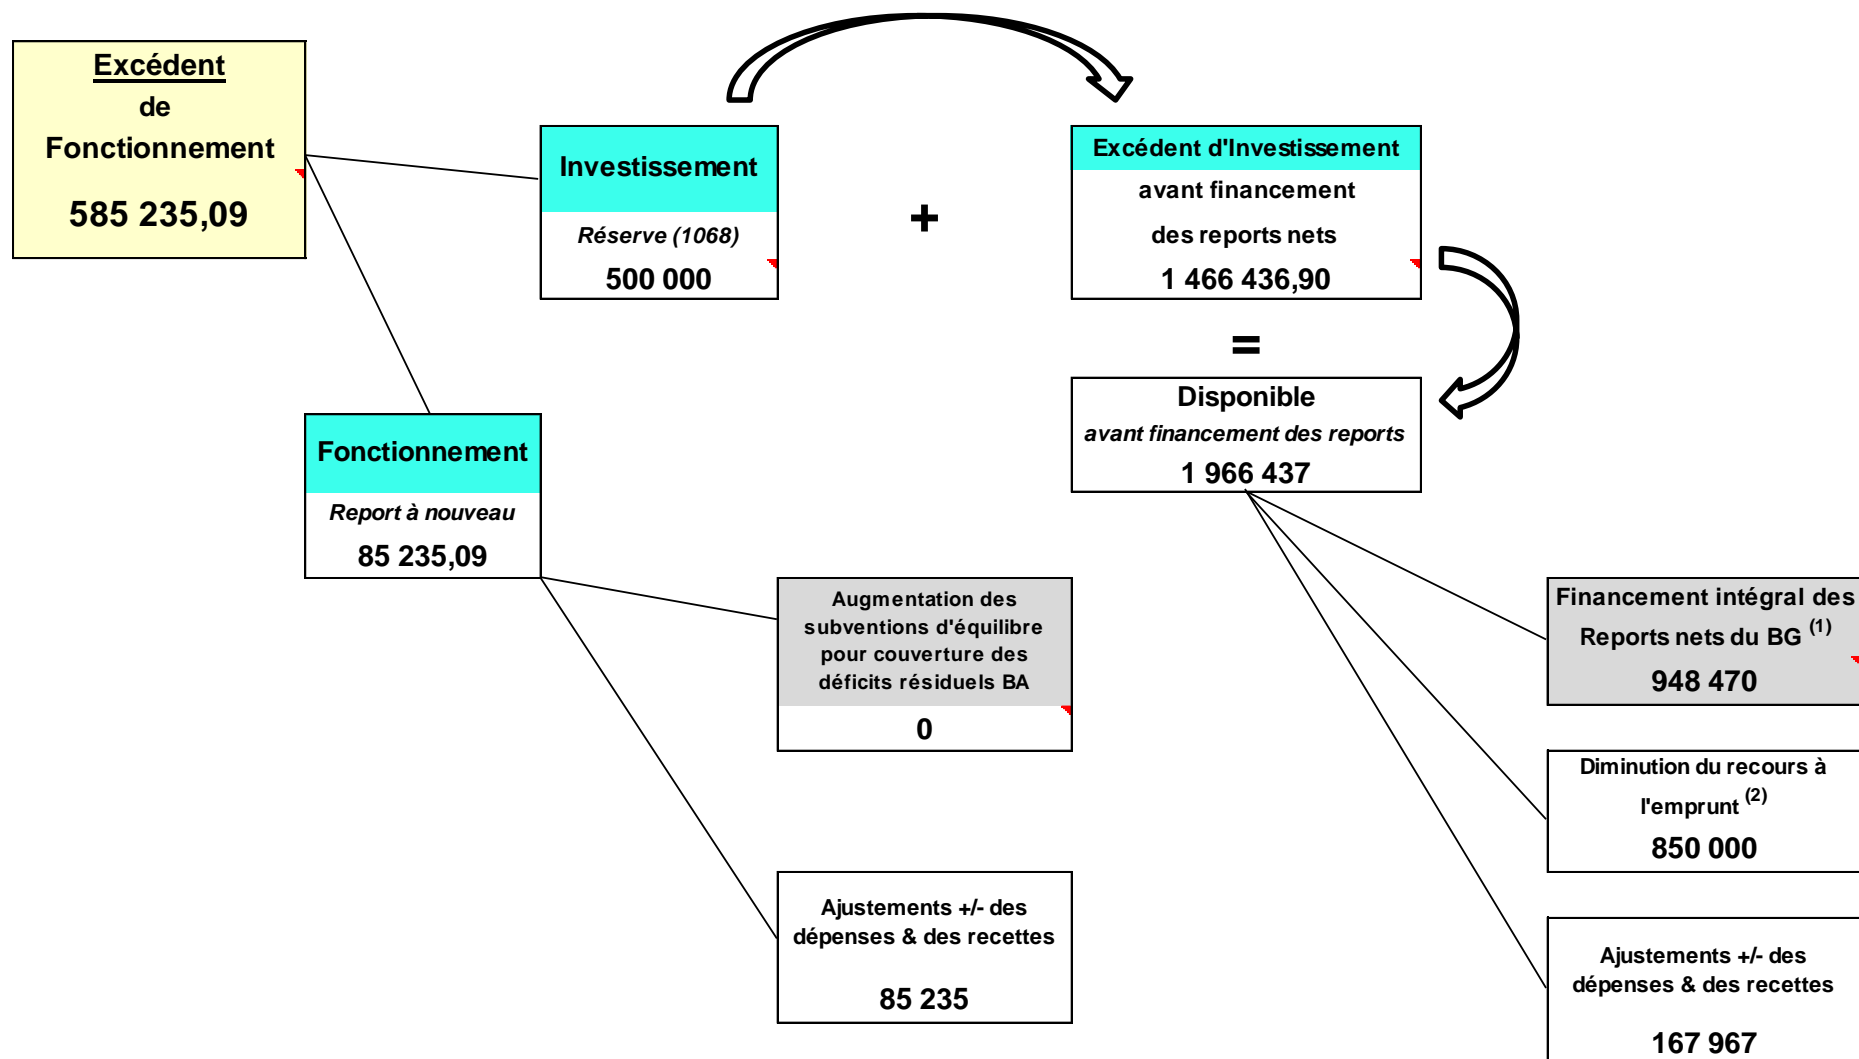 Excédent
de
Fonctionnement
585 235,09
Investissement
Réserve (1068)
500 000
+
Excédent d'Investissement
avant financement
des reports nets
1 466 436,90
=
Disponible
avant financement des reports
1 966 437
Fonctionnement
Report à nouveau
85 235,09
Augmentation des
subventions d'équilibre
pour couverture des
déficits résiduels BA
0
Ajustements +/- des
dépenses & des recettes
85 235
Financement intégral des
Reports nets du BG (1)
948 470
Diminution du recours à
l'emprunt (2)
850 000
Ajustements +/- des
dépenses & des recettes
167 967